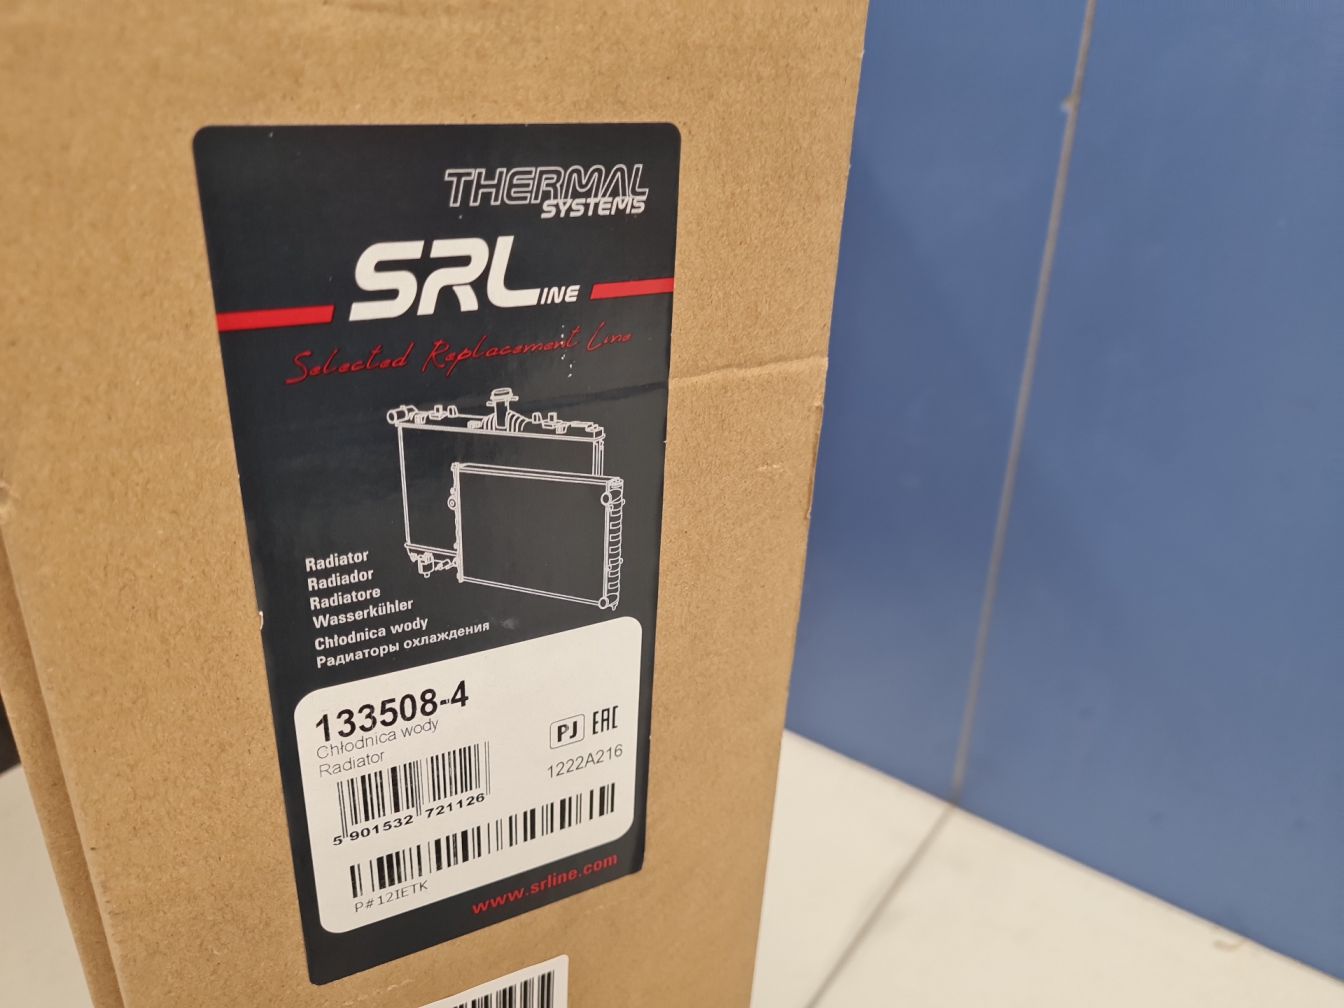 THERMAL
SYSTEMS
SRLINE
Selected Replacement Line
Radiator
Radiador
Radiatore
Wasserkühler
Chłodnica wody
Радиаторы охлаждения
133508-4
Chłodnica wody
Radiator
PJ EAC
1222A216
5 901532 721126
P#12IETK
www.srline.com